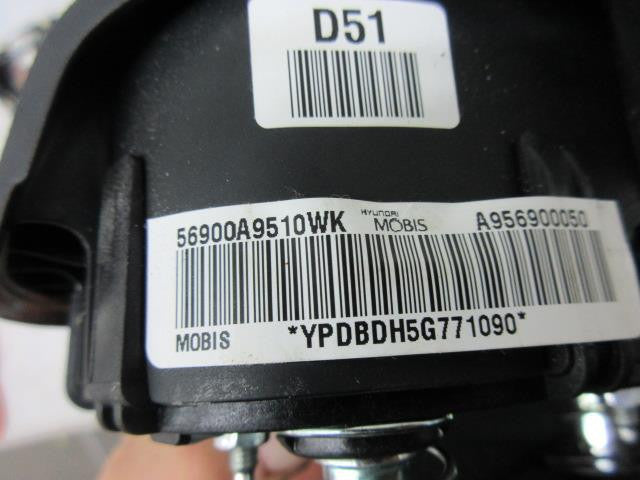 D51
56900A9510WK HYUNDAI MOBIS A956900050
MOBIS *YPDBDH5G771090*